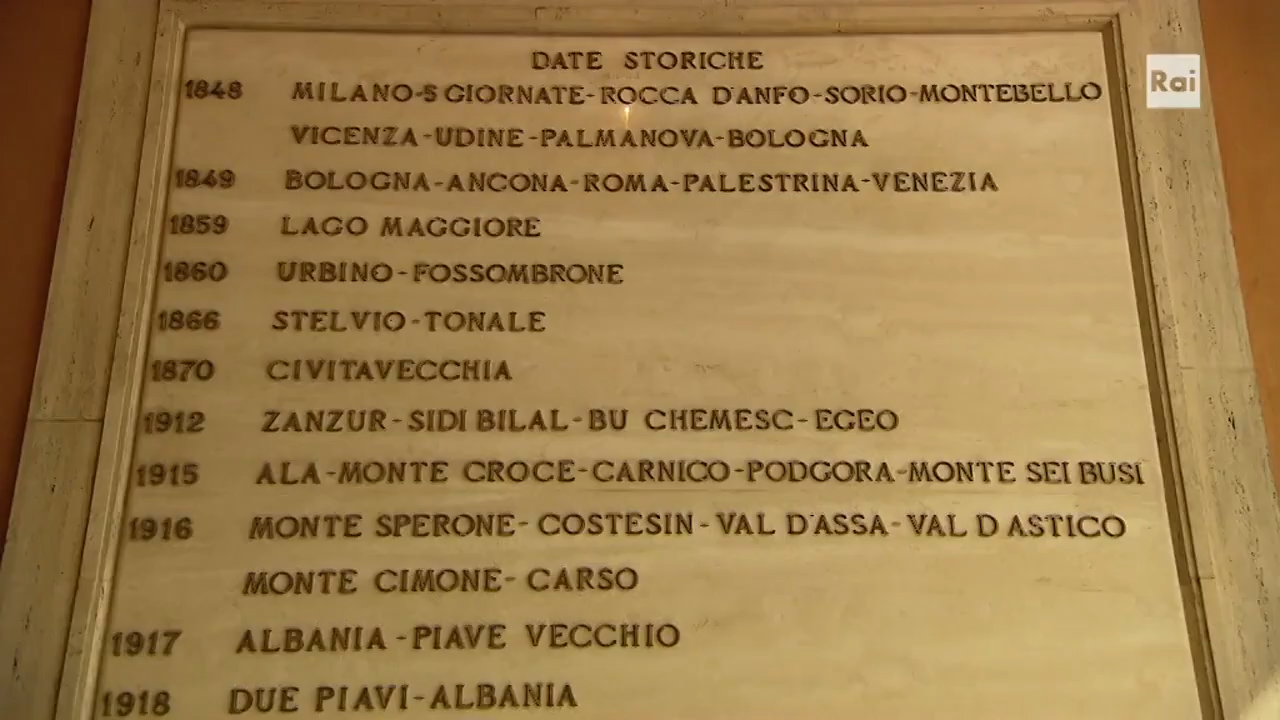 DATE STORICHE
Rai
1848 MILANO-5 GIORNATE-ROCCA D'ANFO-SORIO-MONTEBELLO
VICENZA-UDINE-PALMANOVA-BOLOGNA
1849 BOLOGNA-ANCONA-ROMA-PALESTRINA-VENEZIA
1859 LAGO MAGGIORE
1860 URBINO-FOSSOMBRONE
1866 STELVIO-TONALE
1870 CIVITAVECCHIA
1912 ZANZUR-SIDI BILAL-BU CHEMESC-EGEO
1915 ALA-MONTE CROCE-CARNICO-PODGORA-MONTE SEI BUSI
1916 MONTE SPERONE-COSTESIN-VAL D'ASSA-VAL D ASTICO
MONTE CIMONE-CARSO
1917 ALBANIA-PIAVE VECCHIO
1918 DUE PIAVI-ALBANIA